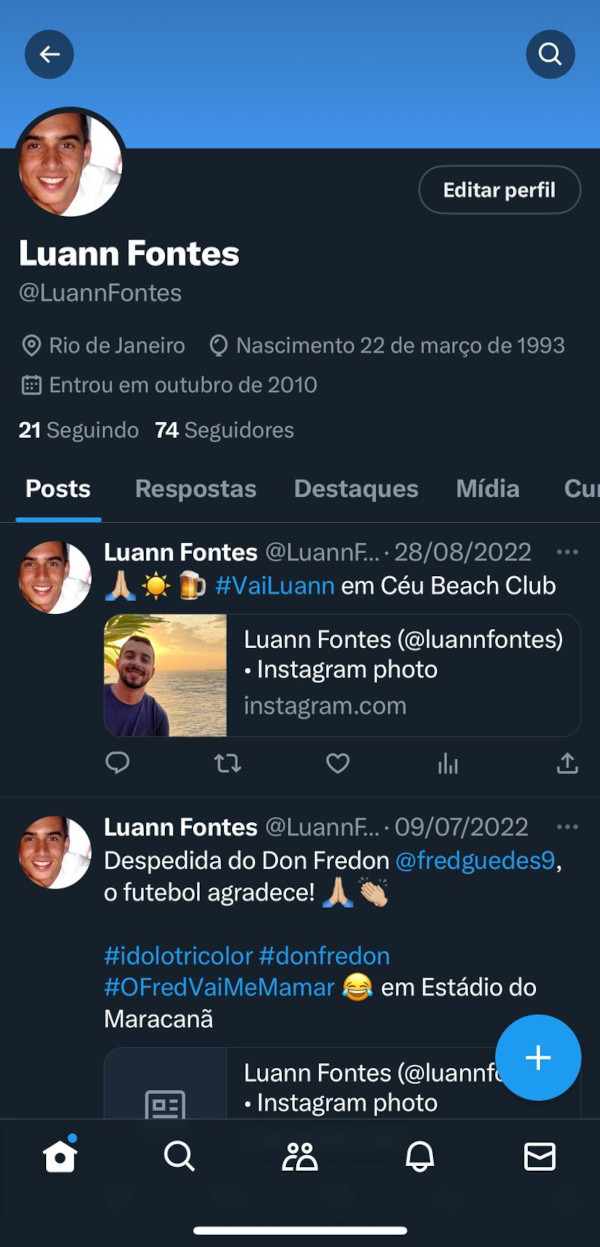 Editar perfil
Luann Fontes
@LuannFontes
Rio de Janeiro Nascimento 22 de março de 1993
Entrou em outubro de 2010
21 Seguindo 74 Seguidores
Posts Respostas Destaques Mídia Cur
Luann Fontes @LuannF... · 28/08/2022
🙏🏼 ☀️ 🍺 #VaiLuann em Céu Beach Club
Luann Fontes (@luannfontes)
• Instagram photo
instagram.com
Luann Fontes @LuannF... · 09/07/2022
Despedida do Don Fredon @fredguedes9,
o futebol agradece! 🙏🏼 👏🏼
#idolotricolor #donfredon
#OFredVaiMeMamar 😂 em Estádio do
Maracanã
Luann Fontes (@luannfo
• Instagram photo